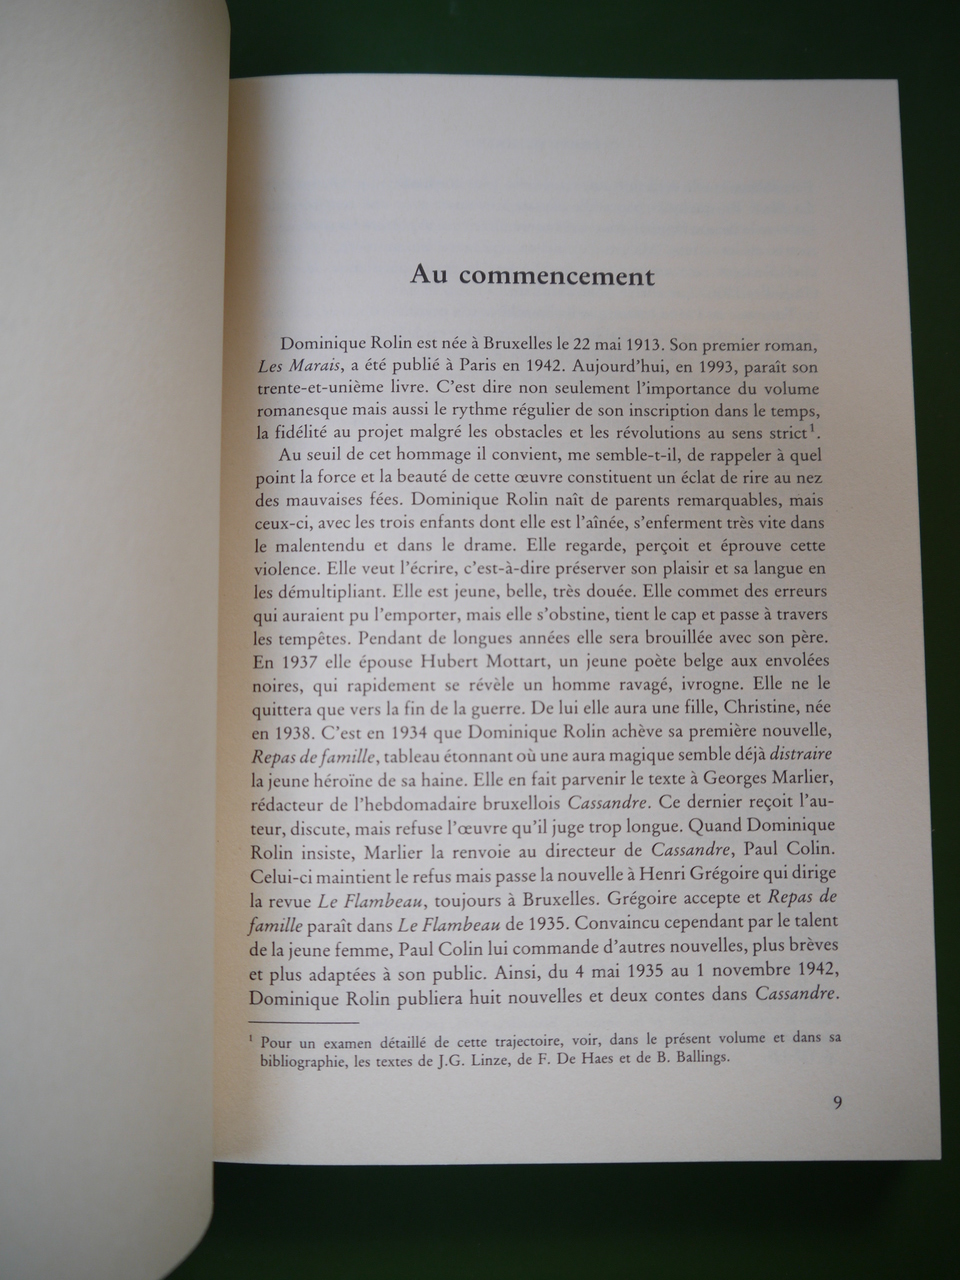 Au commencement
Dominique Rolin est née à Bruxelles le 22 mai 1913. Son premier roman,
Les Marais, a été publié à Paris en 1942. Aujourd'hui, en 1993, paraît son
trente-et-unième livre. C'est dire non seulement l'importance du volume
romanesque mais aussi le rythme régulier de son inscription dans le temps,
la fidélité au projet malgré les obstacles et les révolutions au sens strict¹.
Au seuil de cet hommage il convient, me semble-t-il, de rappeler à quel
point la force et la beauté de cette œuvre constituent un éclat de rire au nez
des mauvaises fées. Dominique Rolin naît de parents remarquables, mais
ceux-ci, avec les trois enfants dont elle est l'aînée, s'enferment très vite dans
le malentendu et dans le drame. Elle regarde, perçoit et éprouve cette
violence. Elle veut l'écrire, c'est-à-dire préserver son plaisir et sa langue en
les démultipliant. Elle est jeune, belle, très douée. Elle commet des erreurs
qui auraient pu l'emporter, mais elle s'obstine, tient le cap et passe à travers
les tempêtes. Pendant de longues années elle sera brouillée avec son père.
En 1937 elle épouse Hubert Mottart, un jeune poète belge aux envolées
noires, qui rapidement se révèle un homme ravagé, ivrogne. Elle ne le
quittera que vers la fin de la guerre. De lui elle aura une fille, Christine, née
en 1938. C'est en 1934 que Dominique Rolin achève sa première nouvelle,
Repas de famille, tableau étonnant où une aura magique semble déjà distraire
la jeune héroïne de sa haine. Elle en fait parvenir le texte à Georges Marlier,
rédacteur de l'hebdomadaire bruxellois Cassandre. Ce dernier reçoit l'au-
teur, discute, mais refuse l'œuvre qu'il juge trop longue. Quand Dominique
Rolin insiste, Marlier la renvoie au directeur de Cassandre, Paul Colin.
Celui-ci maintient le refus mais passe la nouvelle à Henri Grégoire qui dirige
la revue Le Flambeau, toujours à Bruxelles. Grégoire accepte et Repas de
famille paraît dans Le Flambeau de 1935. Convaincu cependant par le talent
de la jeune femme, Paul Colin lui commande d'autres nouvelles, plus brèves
et plus adaptées à son public. Ainsi, du 4 mai 1935 au 1 novembre 1942,
Dominique Rolin publiera huit nouvelles et deux contes dans Cassandre.
¹ Pour un examen détaillé de cette trajectoire, voir, dans le présent volume et dans sa
bibliographie, les textes de J.G. Linze, de F. De Haes et de B. Ballings.
9